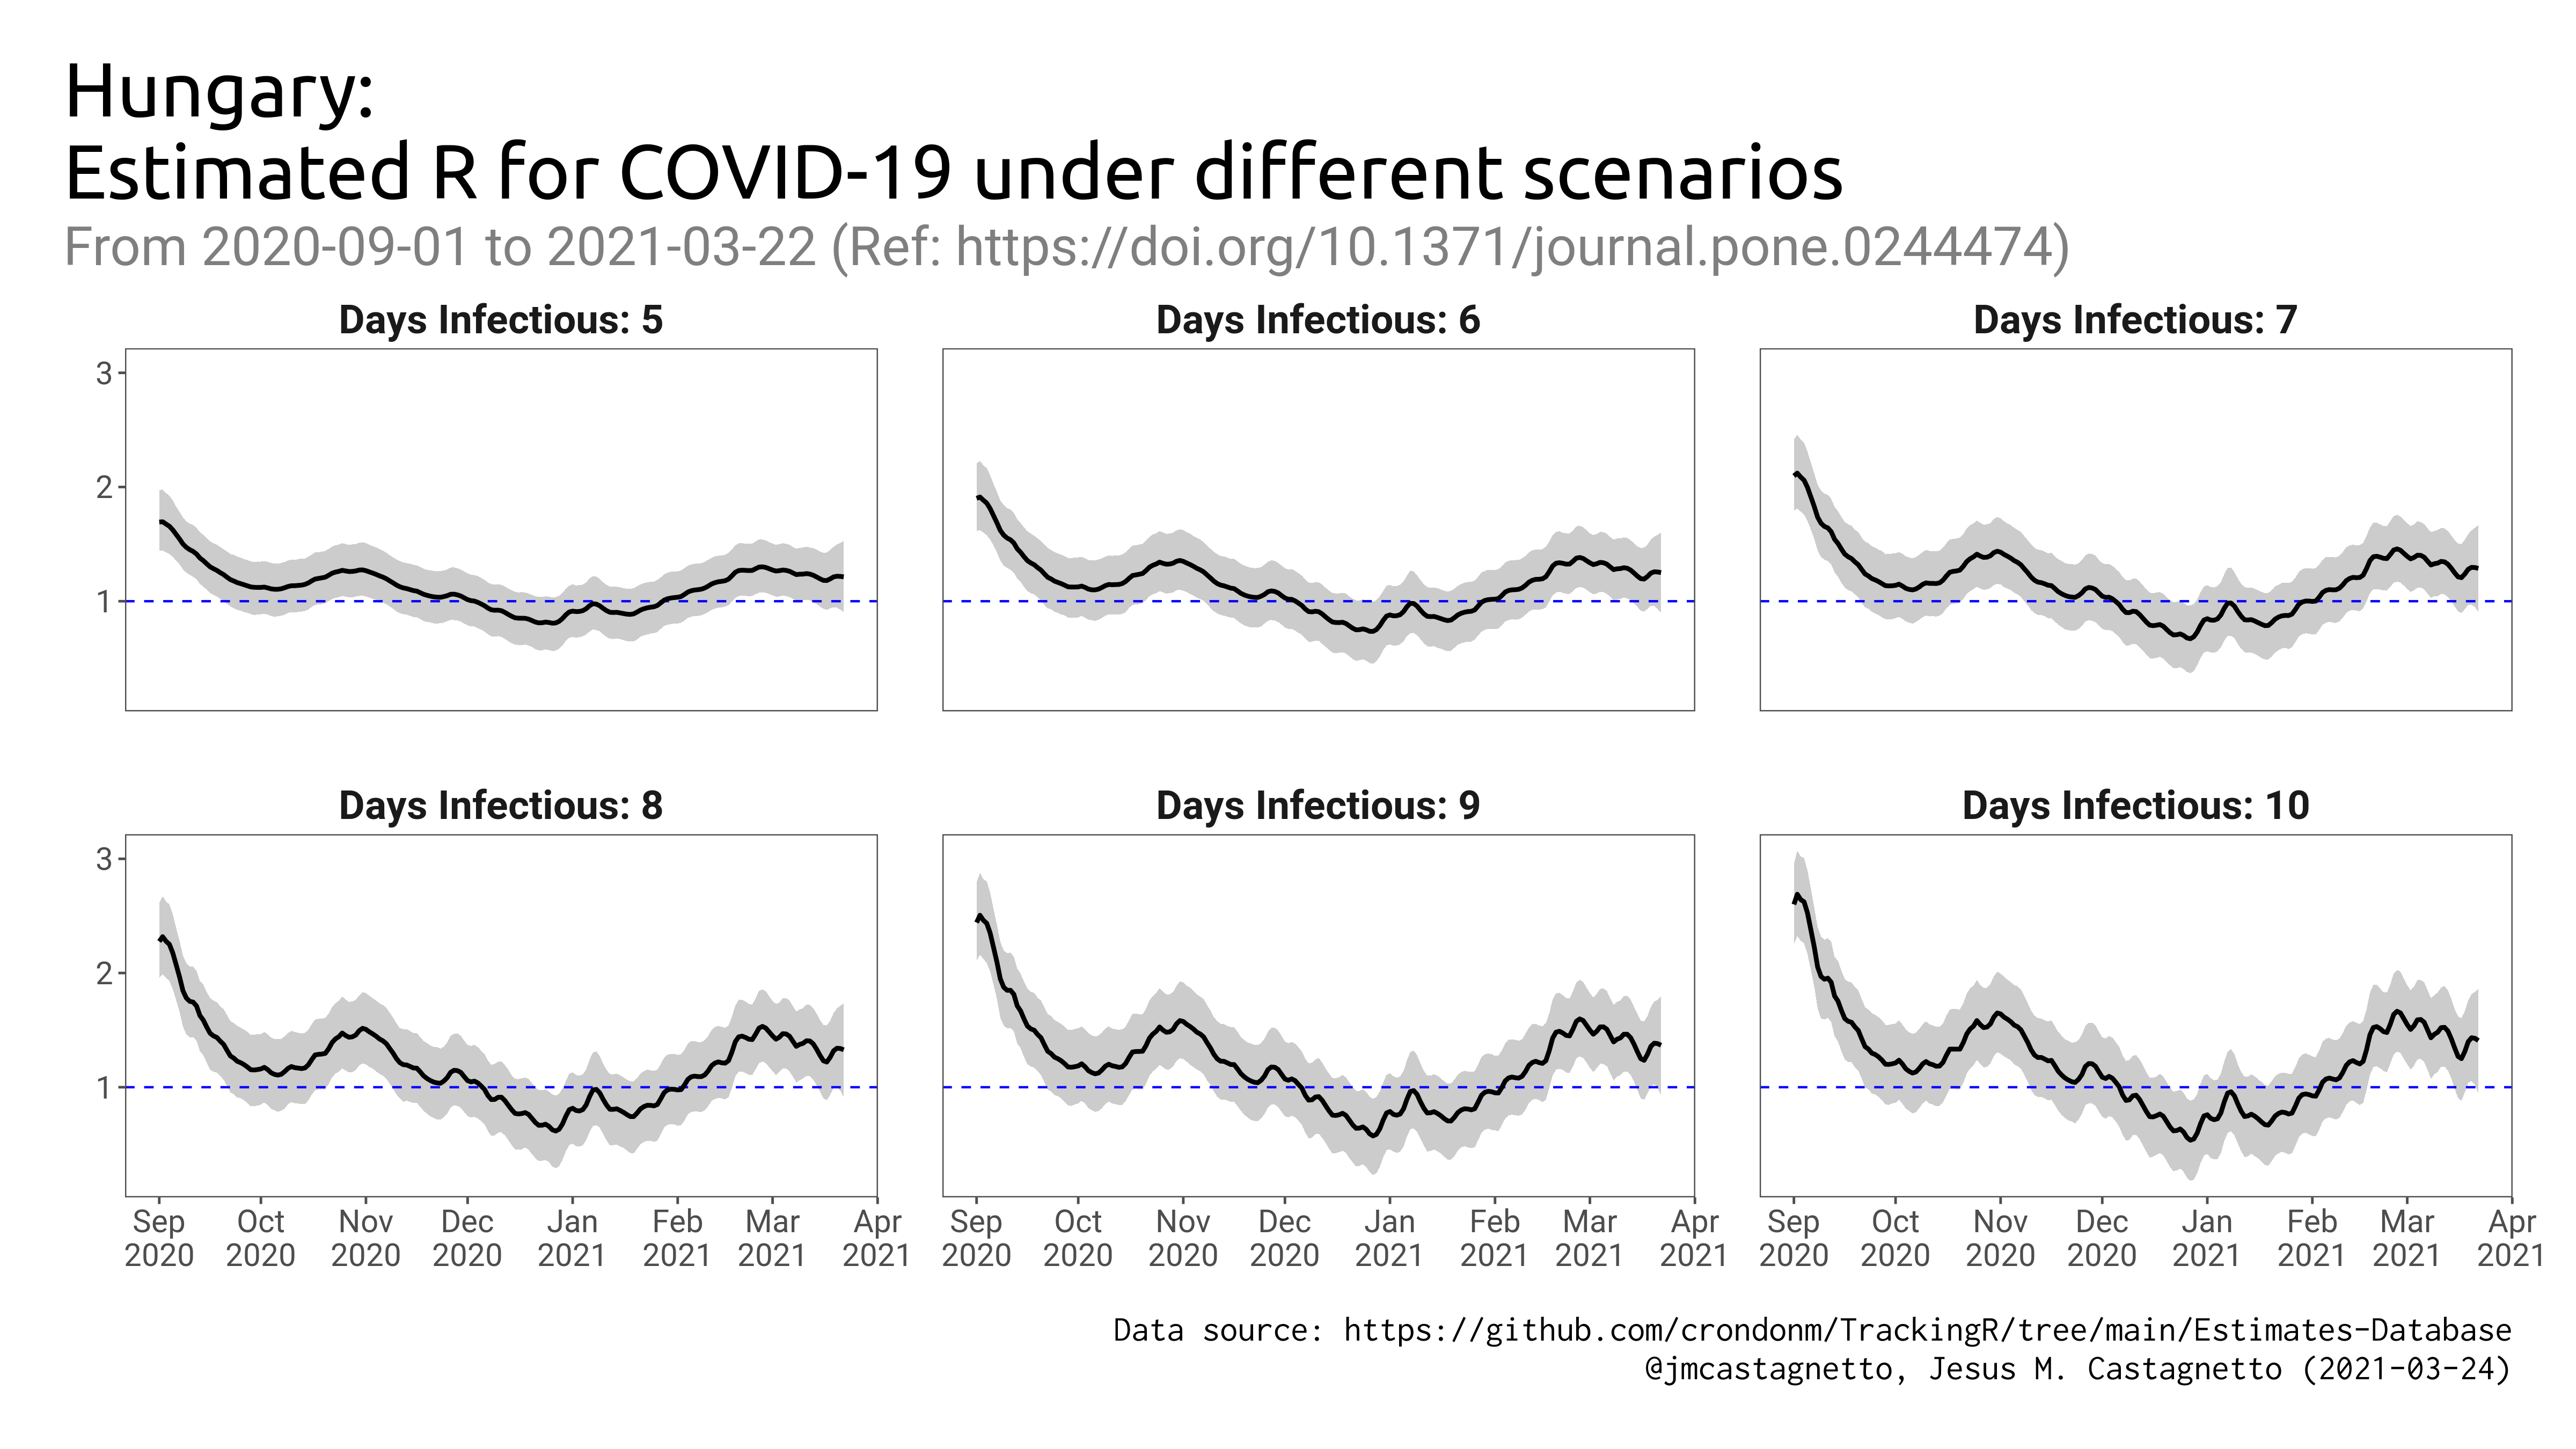 Hungary:
Estimated R for COVID-19 under different scenarios
From 2020-09-01 to 2021-03-22 (Ref: https://doi.org/10.1371/journal.pone.0244474)
Days Infectious: 5
Days Infectious: 6
Days Infectious: 7
3
2
1
Days Infectious: 8
Days Infectious: 9
Days Infectious: 10
3
2
1
Sep Oct Nov Dec Jan Feb Mar Apr
2020 2020 2020 2020 2021 2021 2021 2021
Sep Oct Nov Dec Jan Feb Mar Apr
2020 2020 2020 2020 2021 2021 2021 2021
Sep Oct Nov Dec Jan Feb Mar Apr
2020 2020 2020 2020 2021 2021 2021 2021
Data source: https://github.com/crondonm/TrackingR/tree/main/Estimates-Database
@jmcastagnetto, Jesus M. Castagnetto (2021-03-24)